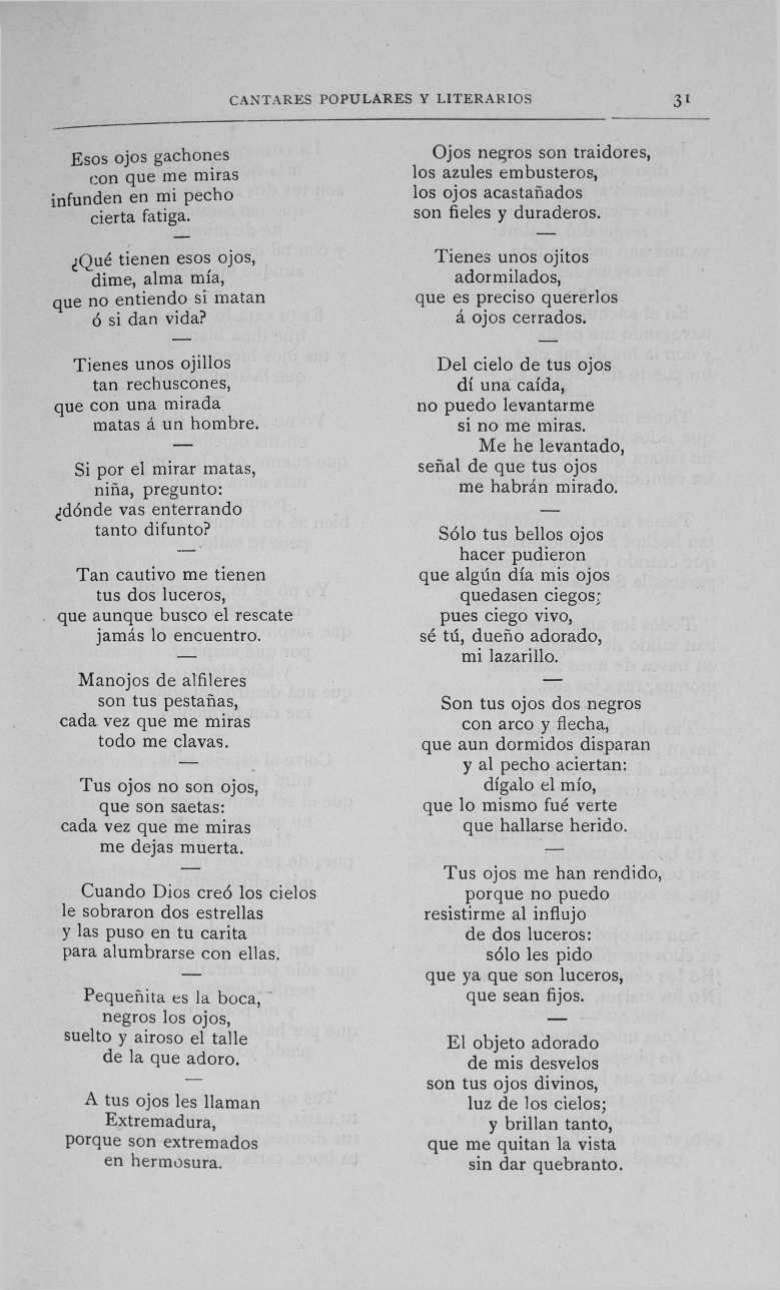 CANTARES POPULARES Y LITERARIOS 31
Esos ojos gachones
con que me miras
infunden en mi pecho
cierta fatiga.
—
¿Qué tienen esos ojos,
dime, alma mía,
que no entiendo si matan
ó si dan vida?
—
Tienes unos ojillos
tan rechuscones,
que con una mirada
matas á un hombre.
—
Si por el mirar matas,
niña, pregunto:
¿dónde vas enterrando
tanto difunto?
—
Tan cautivo me tienen
tus dos luceros,
que aunque busco el rescate
jamás lo encuentro.
—
Manojos de alfileres
son tus pestañas,
cada vez que me miras
todo me clavas.
—
Tus ojos no son ojos,
que son saetas:
cada vez que me miras
me dejas muerta.
—
Cuando Dios creó los cielos
le sobraron dos estrellas
y las puso en tu carita
para alumbrarse con ellas.
—
Pequeñita es la boca,
negros los ojos,
suelto y airoso el talle
de la que adoro.
—
A tus ojos les llaman
Extremadura,
porque son extremados
en hermosura.
Ojos negros son traidores,
los azules embusteros,
los ojos acastañados
son fieles y duraderos.
—
Tienes unos ojitos
adormilados,
que es preciso quererlos
á ojos cerrados.
—
Del cielo de tus ojos
dí una caída,
no puedo levantarme
si no me miras.
Me he levantado,
señal de que tus ojos
me habrán mirado.
—
Sólo tus bellos ojos
hacer pudieron
que algún día mis ojos
quedasen ciegos;
pues ciego vivo,
sé tú, dueño adorado,
mi lazarillo.
—
Son tus ojos dos negros
con arco y flecha,
que aun dormidos disparan
y al pecho aciertan:
dígalo el mío,
que lo mismo fué verte
que hallarse herido.
—
Tus ojos me han rendido,
porque no puedo
resistirme al influjo
de dos luceros:
sólo les pido
que ya que son luceros,
que sean fijos.
—
El objeto adorado
de mis desvelos
son tus ojos divinos,
luz de los cielos;
y brillan tanto,
que me quitan la vista
sin dar quebranto.